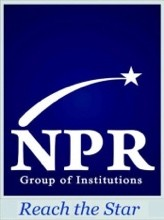 NPR
Group of Institutions
Reach the Star